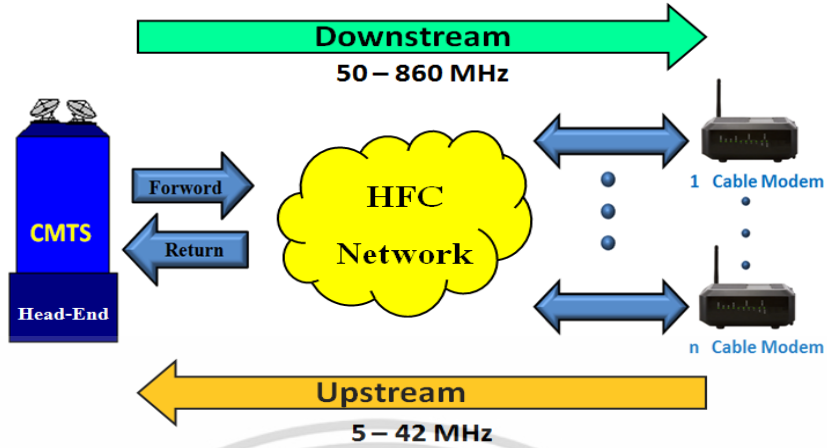 Downstream
50 – 860 MHz
Forword
Return
CMTS
Head-End
HFC
Network
1 Cable Modem
n Cable Modem
Upstream
5 – 42 MHz